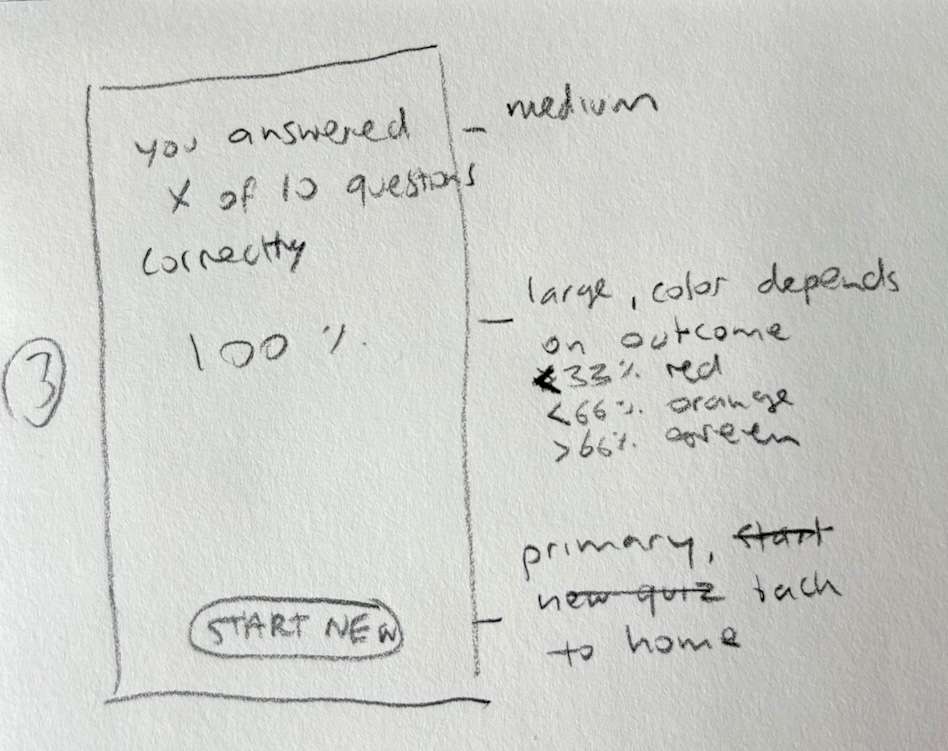 you answered
X of 10 questions
correctly
100 %
START NEW
3
medium
large, color depends
on outcome
<33% red
<66% orange
>66% green
primary, start
new quiz back
to home